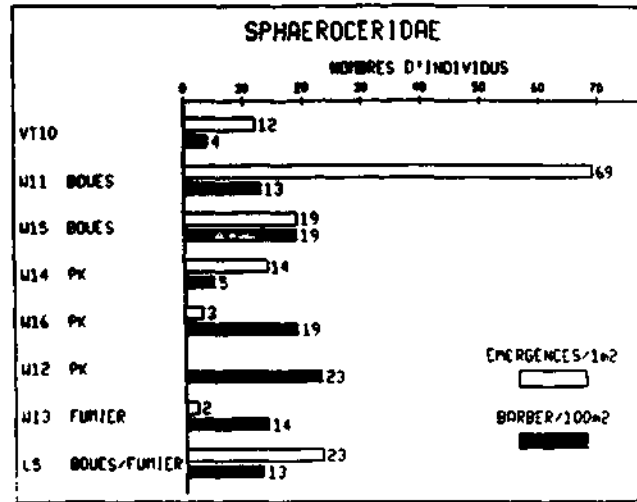 SPHAEROCERIDAE
NOMBRES D'INDIVIDUS
0 10 20 30 40 50 60 70
VT10 12
4
W11 BOUES 69
13
W15 BOUES 19
19
W14 PK 14
5
W16 PK 3
19
W12 PK 23
EMERGENCES/1m2
W13 FUMIER 2
14
BARBER/100m2
L5 BOUES/FUMIER 23
13